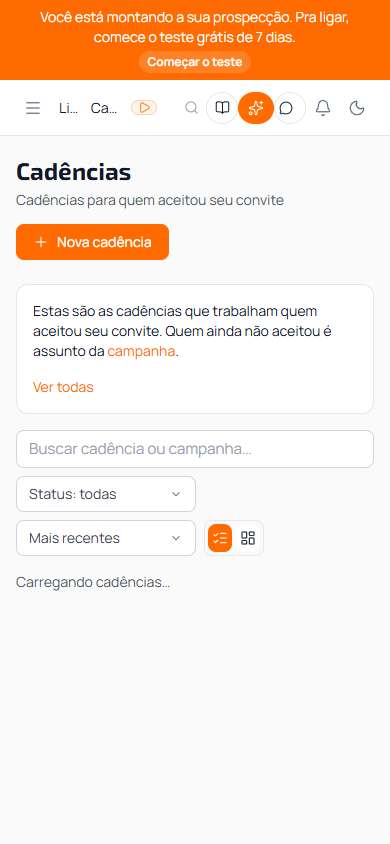 Você está montando a sua prospecção. Pra ligar,
comece o teste grátis de 7 dias.
Começar o teste
Li... Ca...
Cadências
Cadências para quem aceitou seu convite
Nova cadência
Estas são as cadências que trabalham quem
aceitou seu convite. Quem ainda não aceitou é
assunto da campanha.
Ver todas
Buscar cadência ou campanha...
Status: todas
Mais recentes
Carregando cadências...